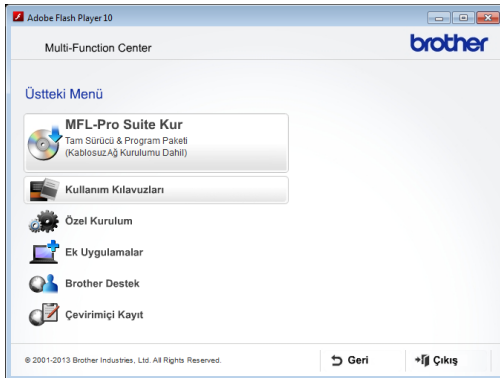 Adobe Flash Player 10
Multi-Function Center
brother
Üstteki Menü
MFL-Pro Suite Kur
Tam Sürücü & Program Paketi
(Kablosuz Ağ Kurulumu Dahil)
Kullanım Kılavuzları
Özel Kurulum
Ek Uygulamalar
Brother Destek
Çevirimiçi Kayıt
© 2001-2013 Brother Industries, Ltd. All Rights Reserved.
Geri
Çıkış